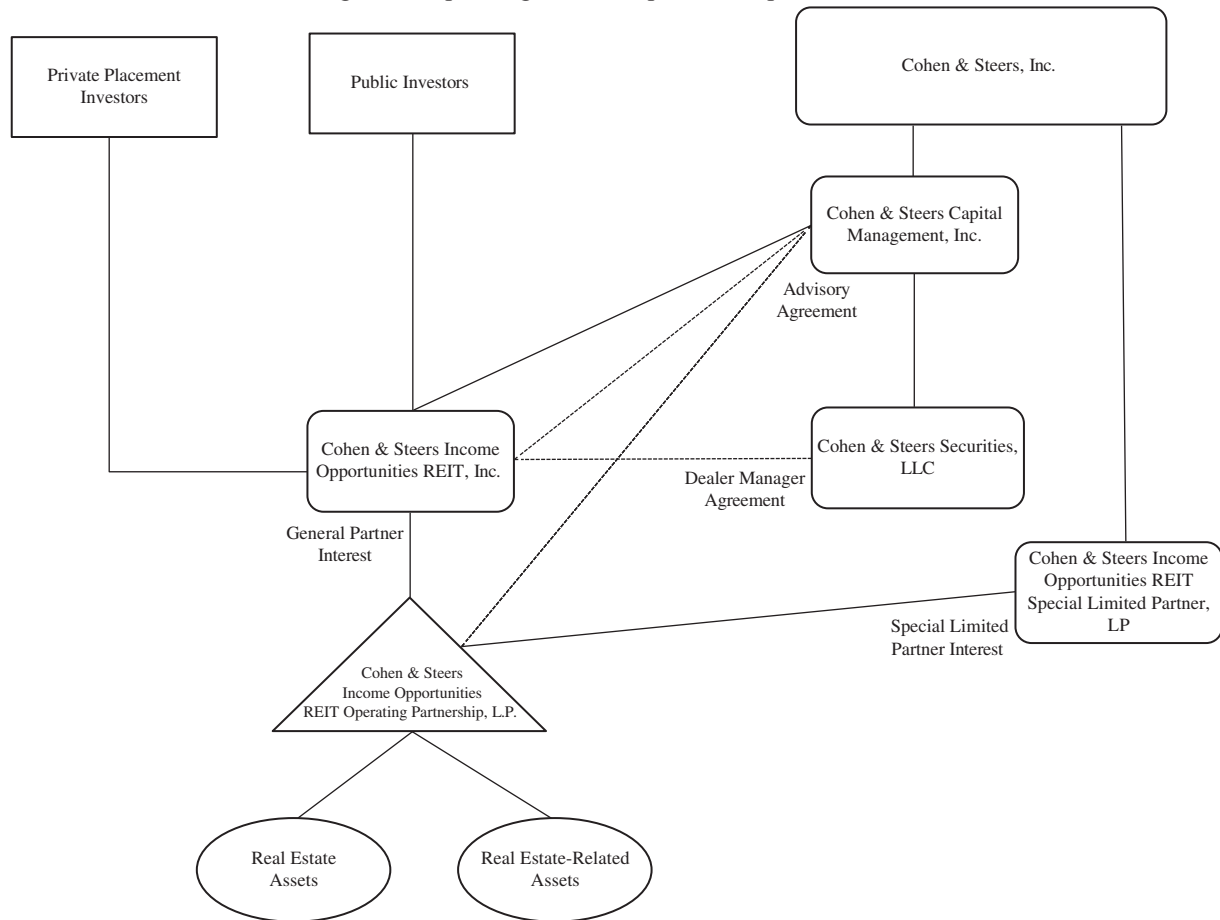 Private Placement
Investors
Public Investors
Cohen & Steers, Inc.
Cohen & Steers Capital
Management, Inc.
Advisory
Agreement
Cohen & Steers Income
Opportunities REIT, Inc.
Cohen & Steers Securities,
LLC
Dealer Manager
Agreement
General Partner
Interest
Cohen & Steers Income
Opportunities REIT
Special Limited Partner,
LP
Special Limited
Partner Interest
Cohen & Steers
Income Opportunities
REIT Operating Partnership, L.P.
Real Estate
Assets
Real Estate-Related
Assets